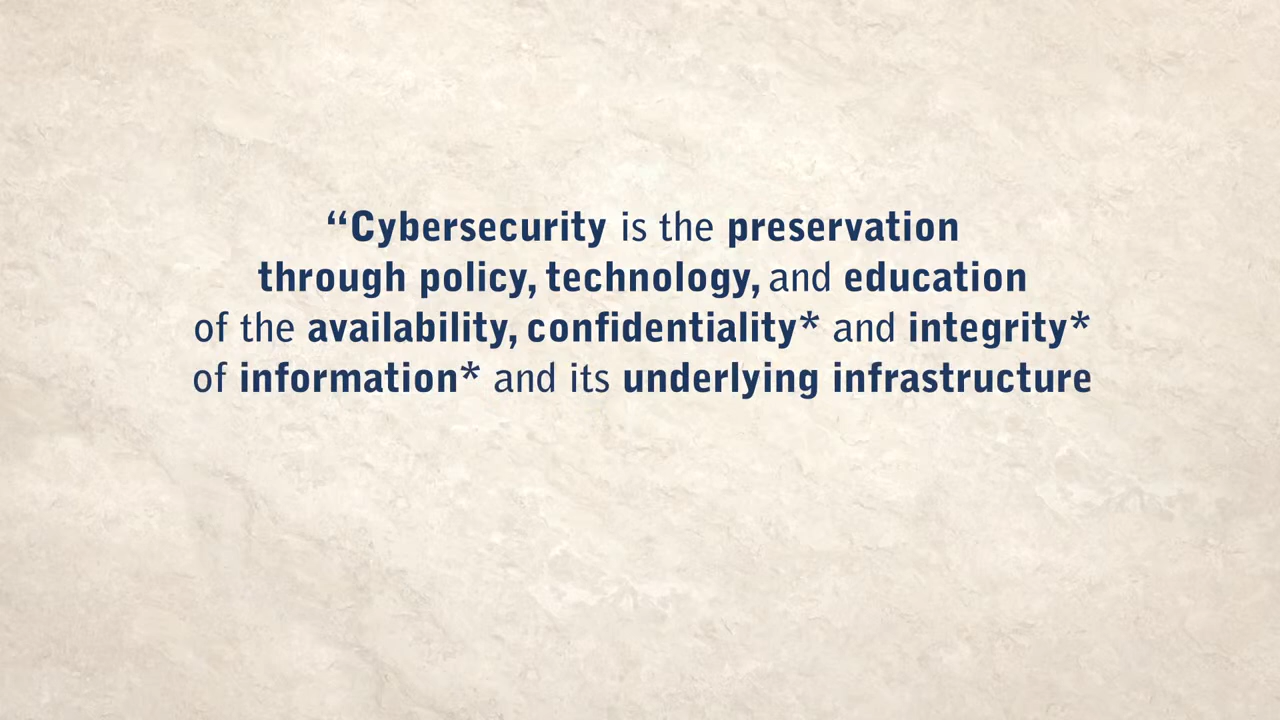 “Cybersecurity is the preservation
through policy, technology, and education
of the availability, confidentiality* and integrity*
of information* and its underlying infrastructure